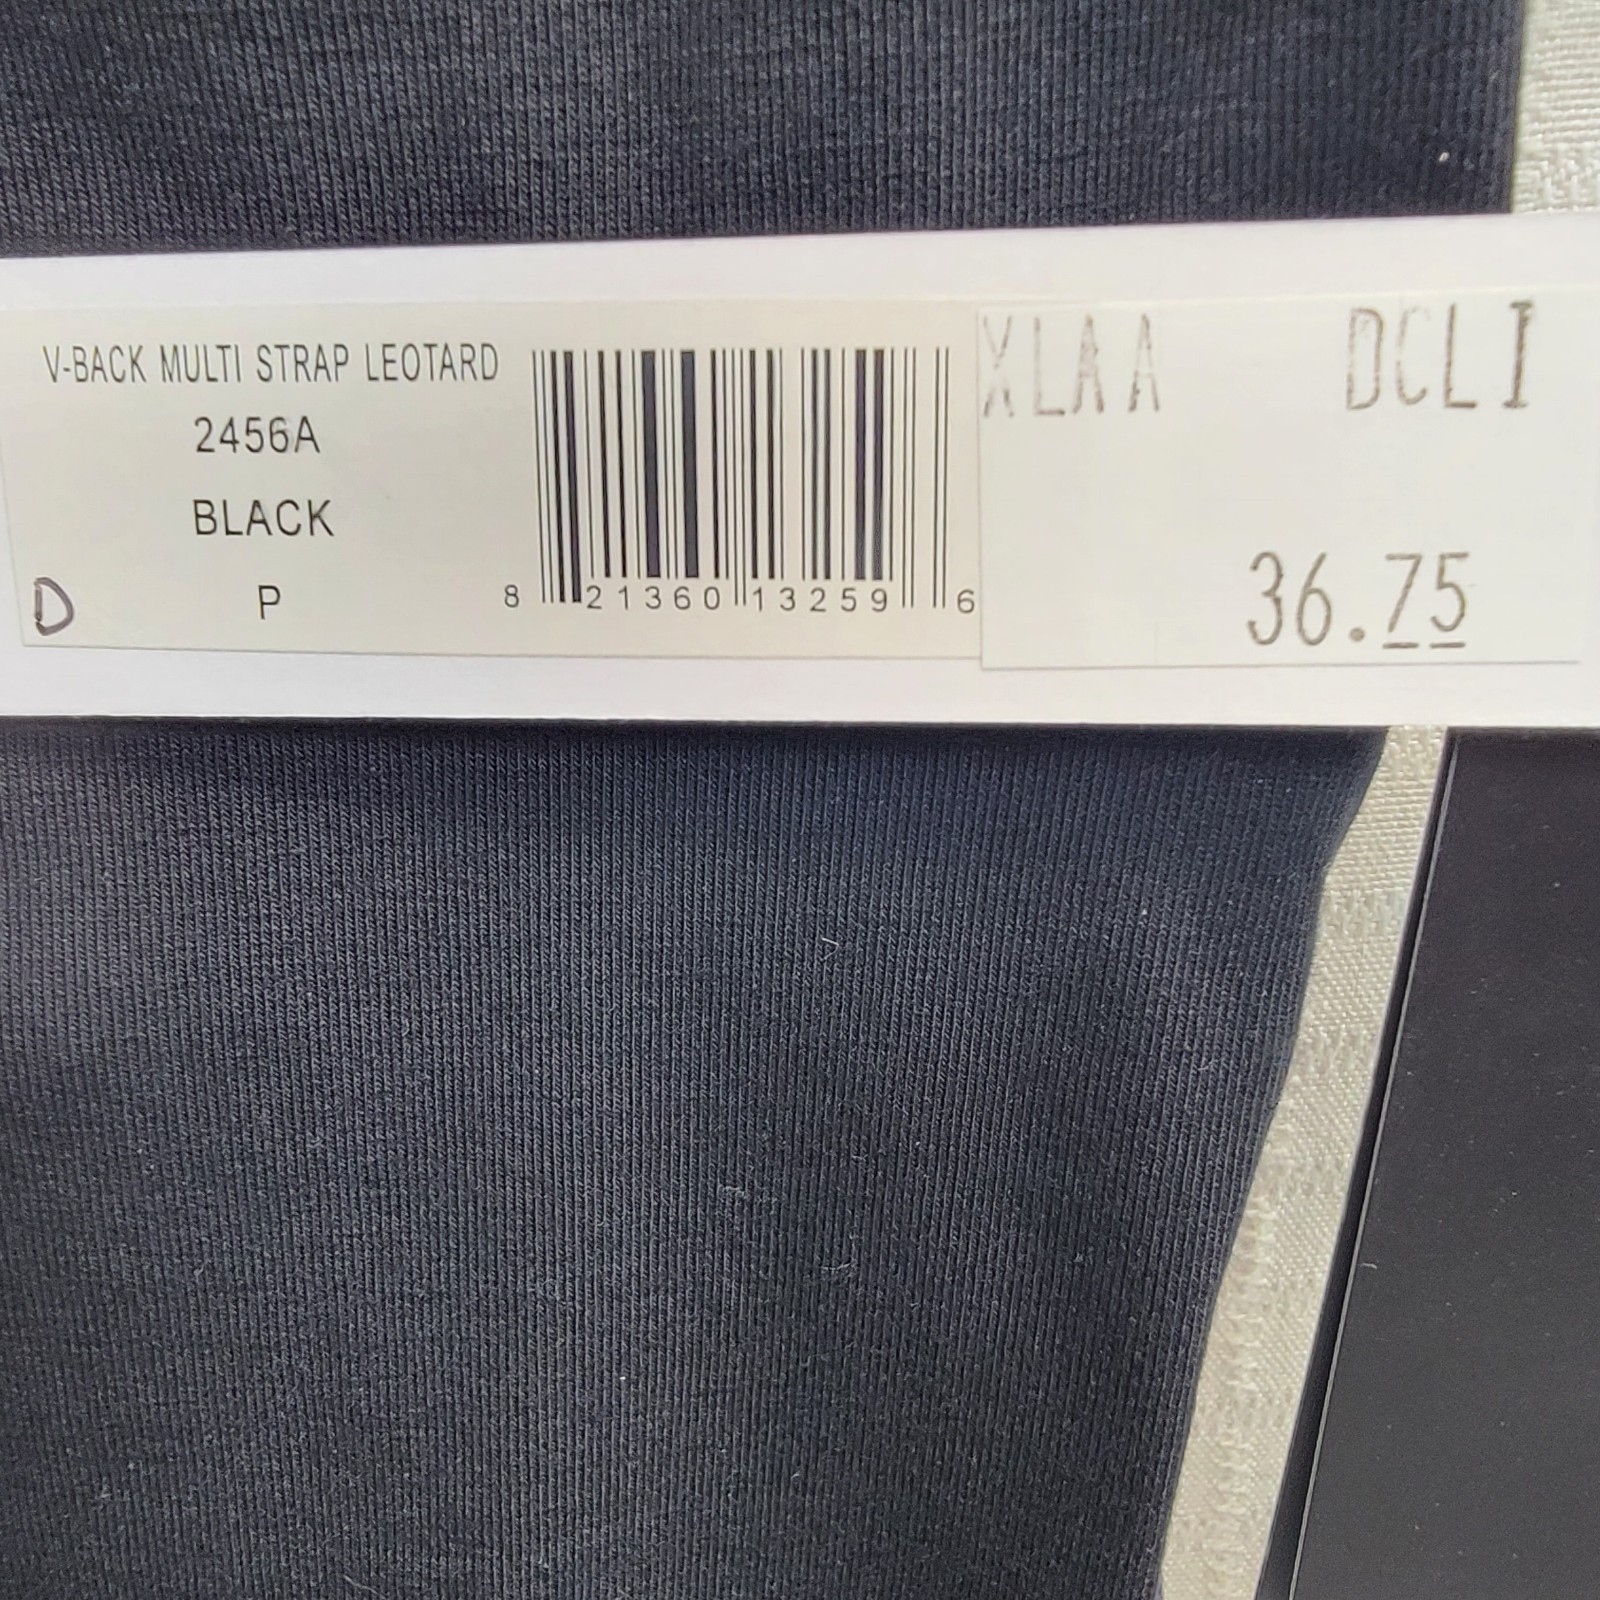 V-BACK MULTI STRAP LEOTARD
2456A
BLACK
D P
8 21360 13259 6
XLAA DCLI
36.75